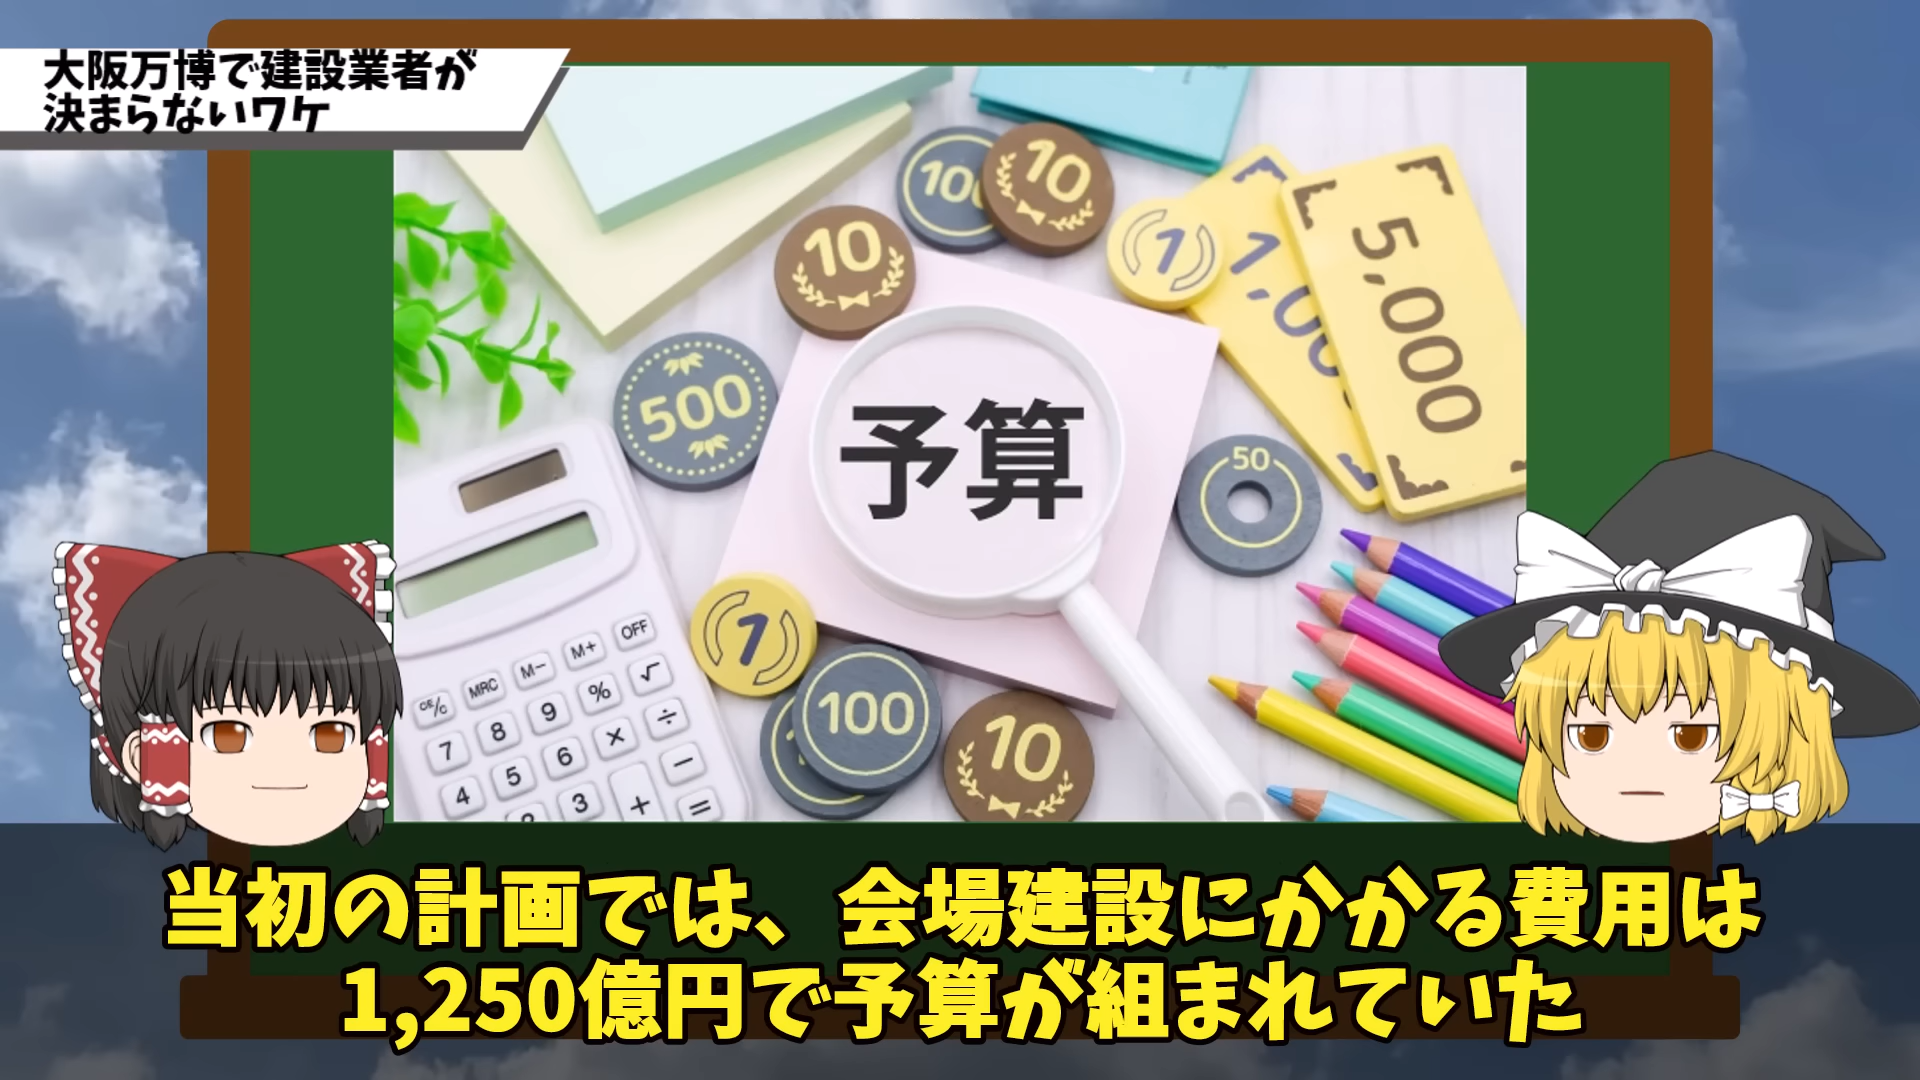 大阪万博で建設業者が
決まらないワケ
100
10
10
1
1,00
5,000
500
予算
50
OFF
CE/C
MRC
M-
M+
7
8
9
%
√
4
5
6
×
÷
3
+
−
=
1
100
10
当初の計画では、会場建設にかかる費用は
1,250億円で予算が組まれていた